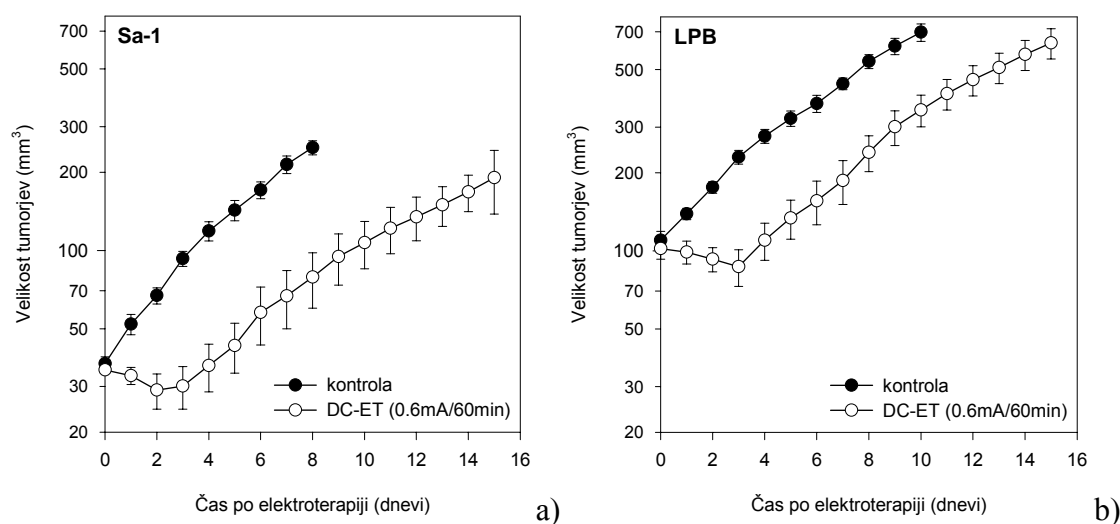 Sa-1
700
500
300
200
100
70
50
30
20
Velikost tumorjev (mm³)
kontrola
DC-ET (0.6mA/60min)
0 2 4 6 8 10 12 14 16
Čas po elektroterapiji (dnevi)
a)
LPB
700
500
300
200
100
70
50
30
20
Velikost tumorjev (mm³)
kontrola
DC-ET (0.6mA/60min)
0 2 4 6 8 10 12 14 16
Čas po elektroterapiji (dnevi)
b)